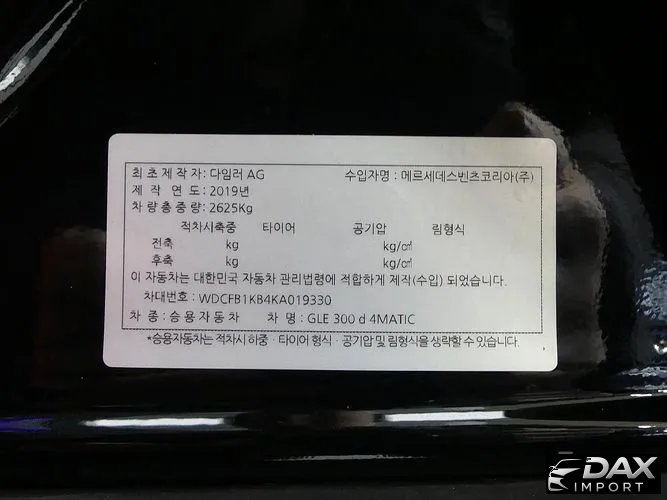 최초제작자: 다임러 AG 수입자명 : 메르세데스벤츠코리아(주)
제 작 연 도: 2019년
차 량 총 중 량: 2625Kg
적차시축중 타이어 공기압 림형식
전축 kg kg/㎠
후축 kg kg/㎠
이 자동차는 대한민국 자동차 관리법령에 적합하게 제작(수입) 되었습니다.
차대번호 : WDCFB1KB4KA019330
차 종 : 승용자동차 차 명 : GLE 300 d 4MATIC
*승용자동차는 적차시 하중 · 타이어 형식 · 공기압 및 림형식을 생략할 수 있습니다.
DAX
IMPORT